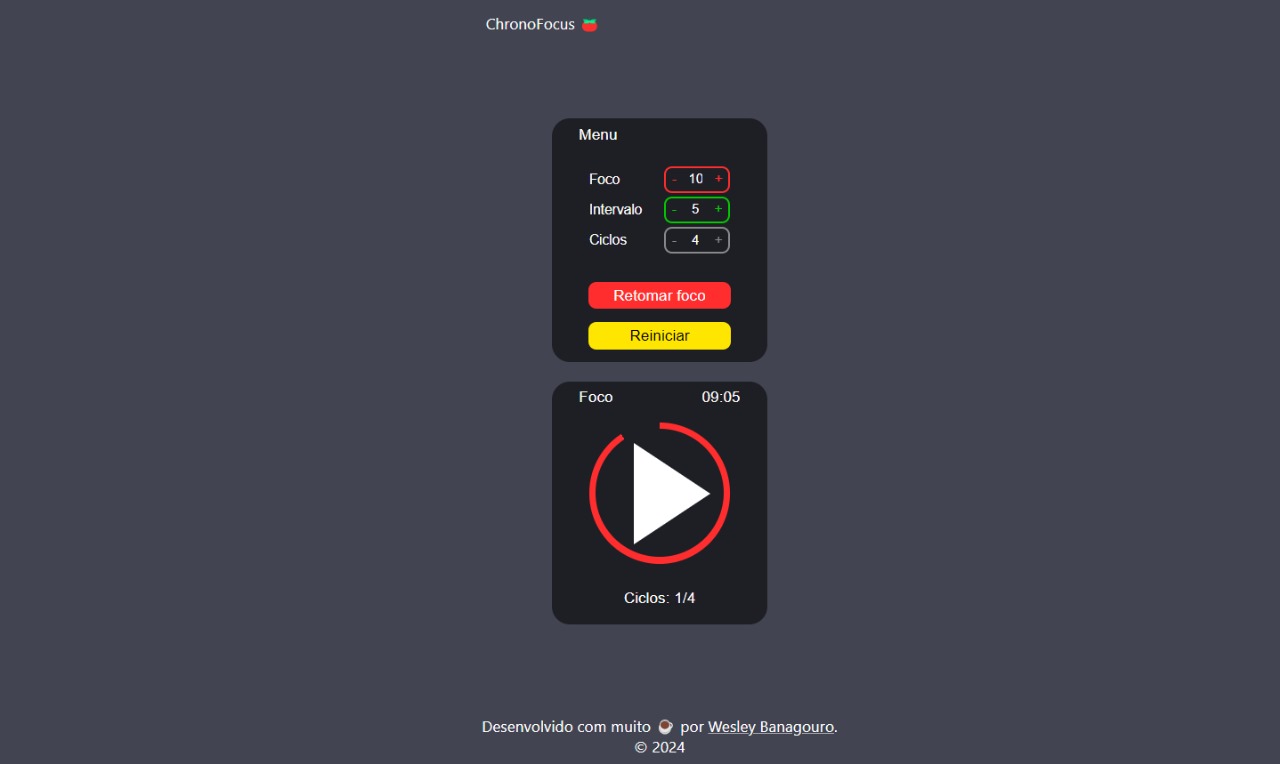 ChronoFocus 🍅
Menu
Foco - 10 +
Intervalo - 5 +
Ciclos - 4 +
Retomar foco
Reiniciar
Foco 09:05
Ciclos: 1/4
Desenvolvido com muito ☕ por Wesley Banagouro.
© 2024